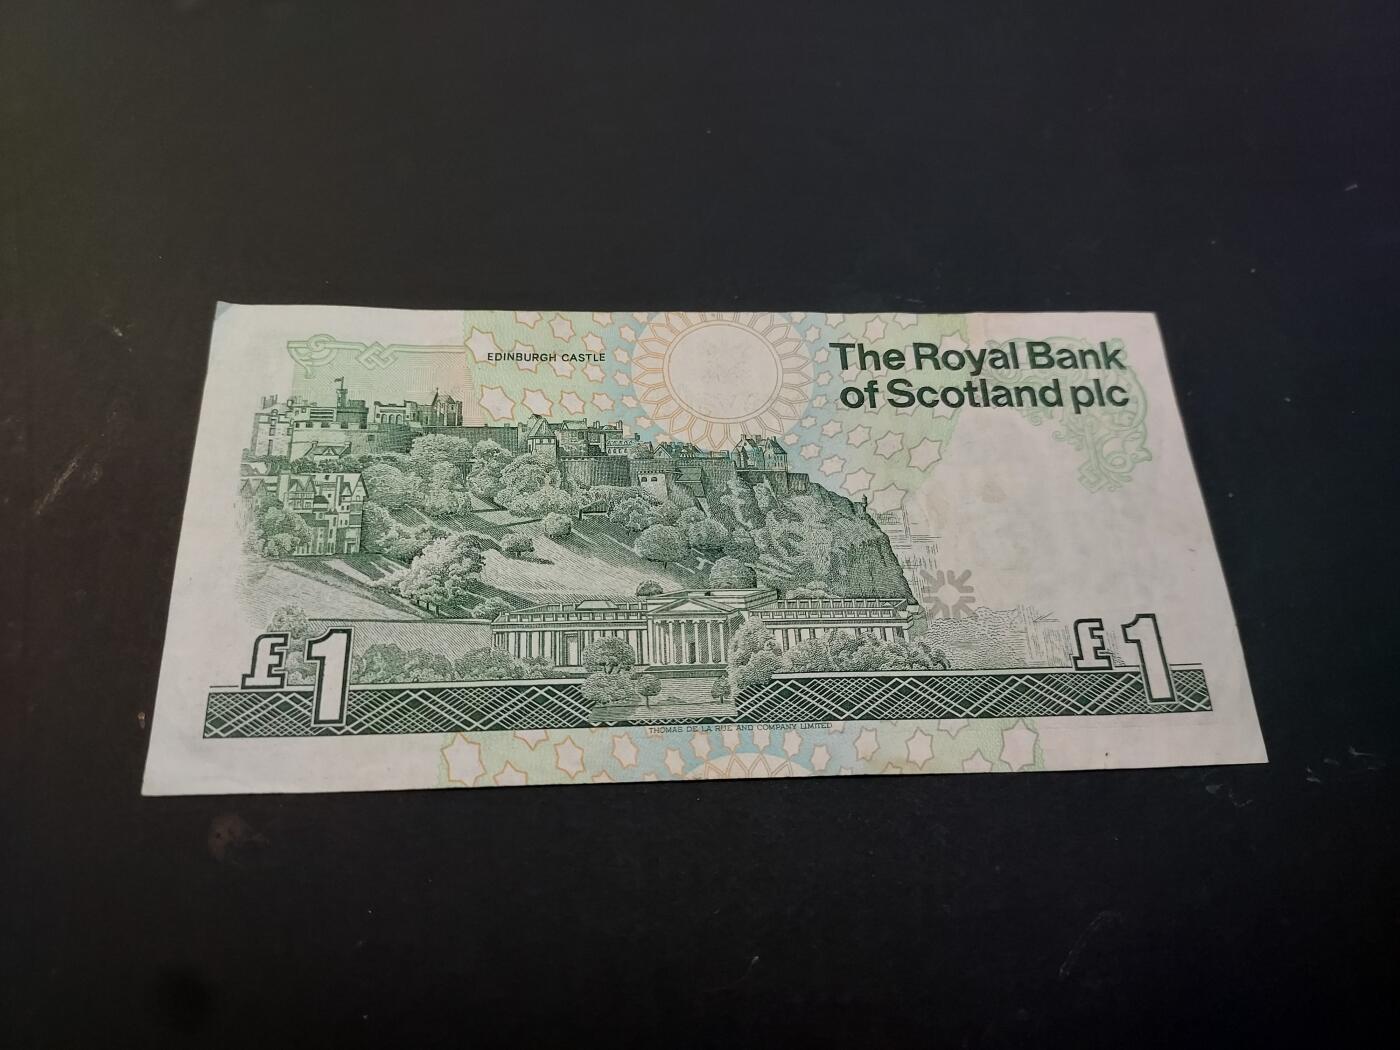 EDINBURGH CASTLE
The Royal Bank
of Scotland plc
£1
£1
THOMAS DE LA RUE AND COMPANY LIMITED